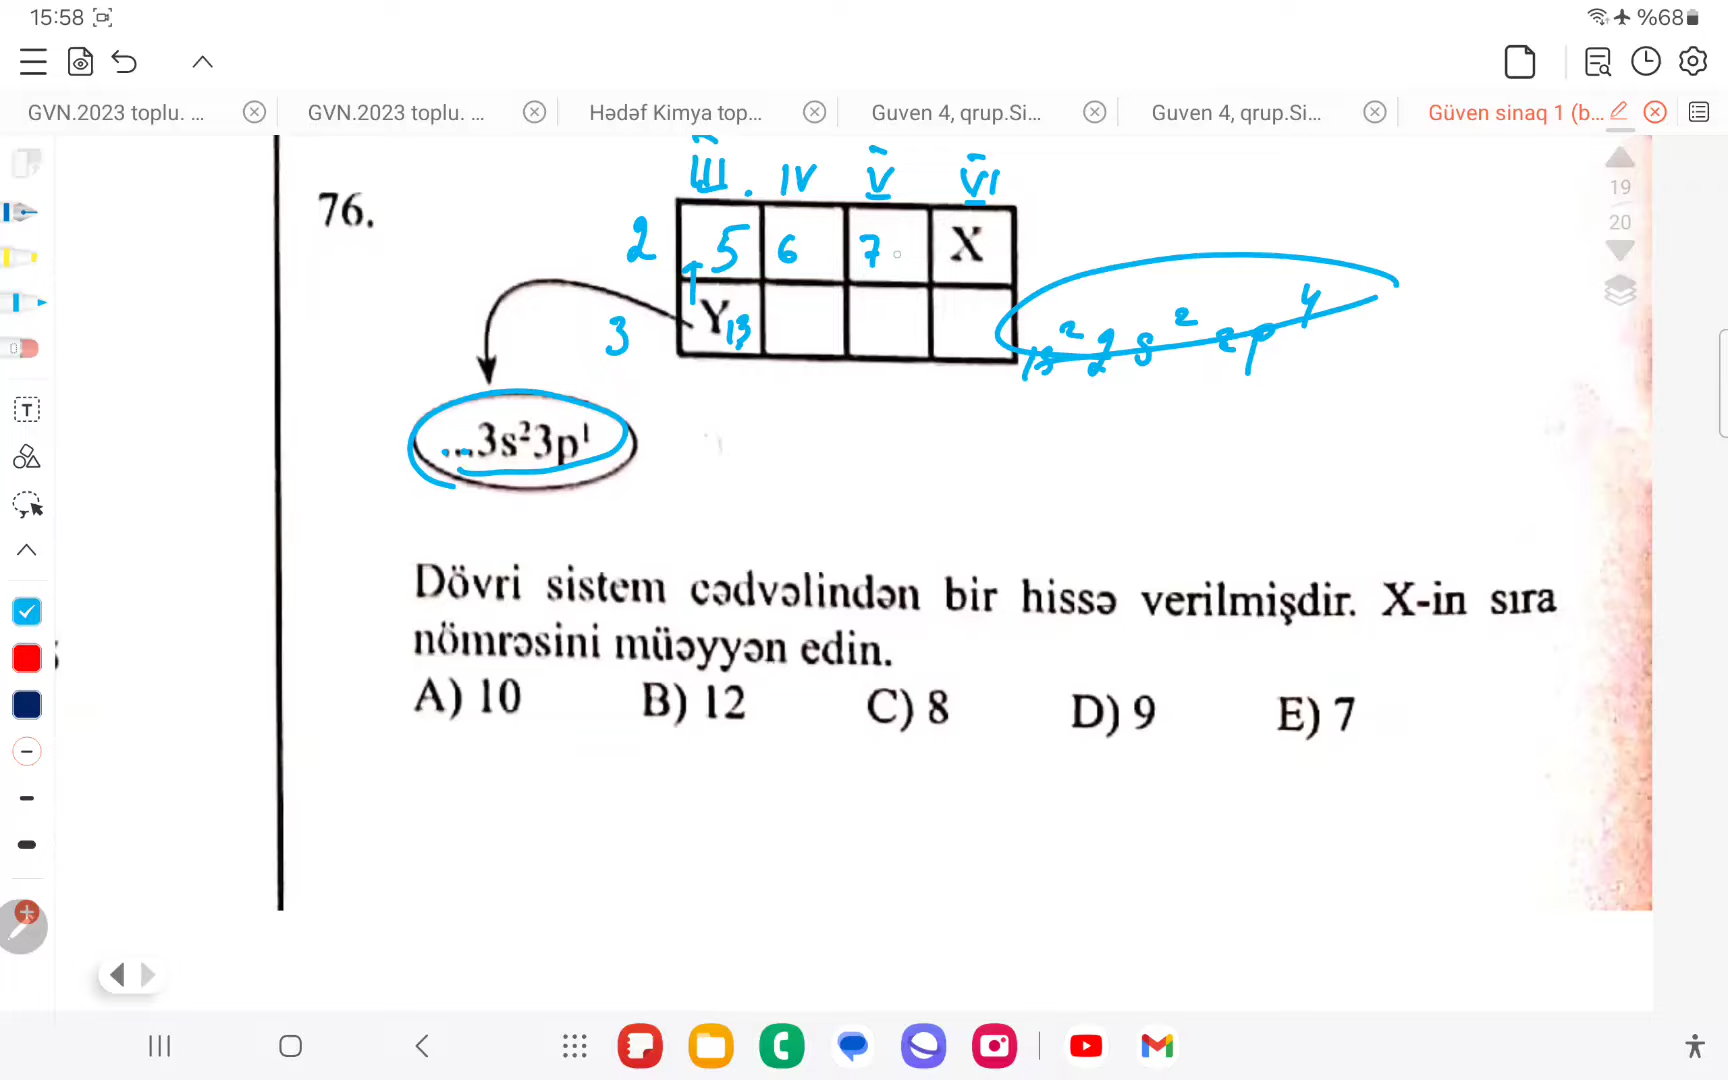 15:58
%68
GVN.2023 toplu. ...
GVN.2023 toplu. ...
Hədəf Kimya top...
Guven 4, qrup.Si...
Guven 4, qrup.Si...
Güven sinaq 1 (b...
19
20
III IV V VI
76.
2 5 6 7 X
3 Y 13
1s² 2s² 2p⁴
...3s²3p¹
Dövri sistem cədvəlindən bir hissə verilmişdir. X-in sıra
nömrəsini müəyyən edin.
A) 10 B) 12 C) 8 D) 9 E) 7